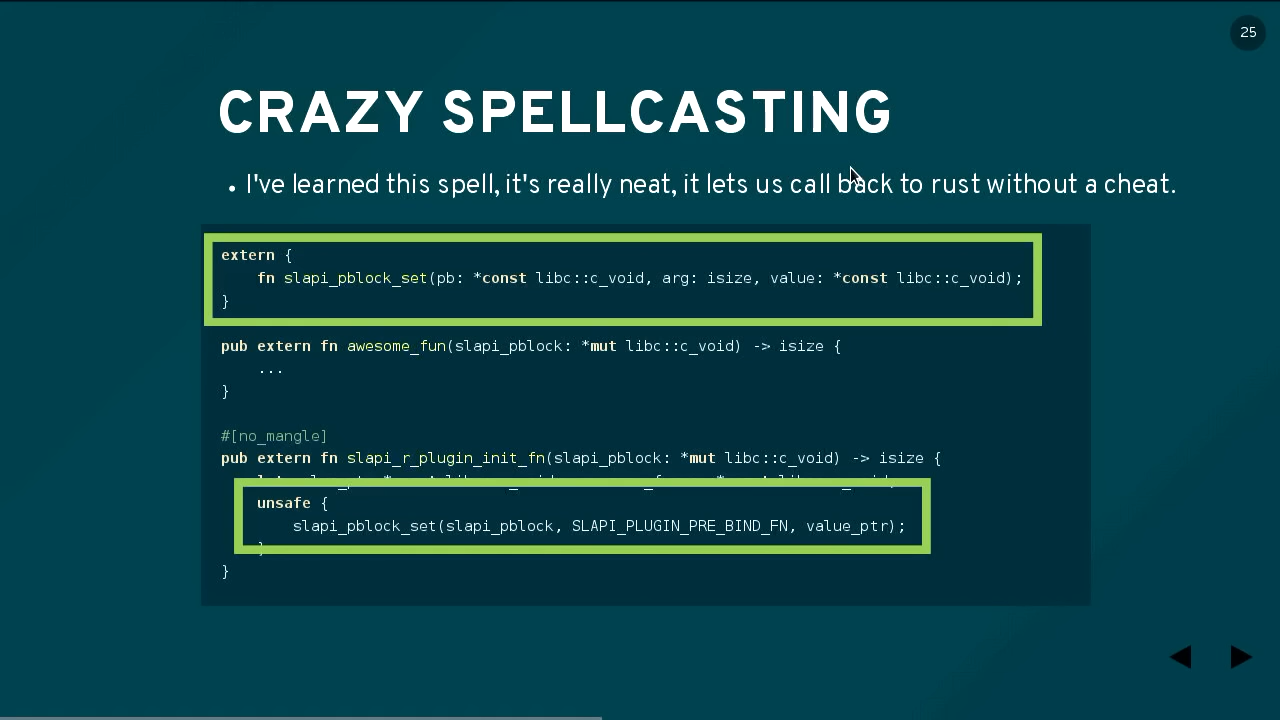 25
CRAZY SPELLCASTING
• I've learned this spell, it's really neat, it lets us call back to rust without a cheat.
extern {
    fn slapi_pblock_set(pb: *const libc::c_void, arg: isize, value: *const libc::c_void);
}
pub extern fn awesome_fun(slapi_pblock: *mut libc::c_void) -> isize {
    ...
}
#[no_mangle]
pub extern fn slapi_r_plugin_init_fn(slapi_pblock: *mut libc::c_void) -> isize {
    unsafe {
        slapi_pblock_set(slapi_pblock, SLAPI_PLUGIN_PRE_BIND_FN, value_ptr);
    }
}